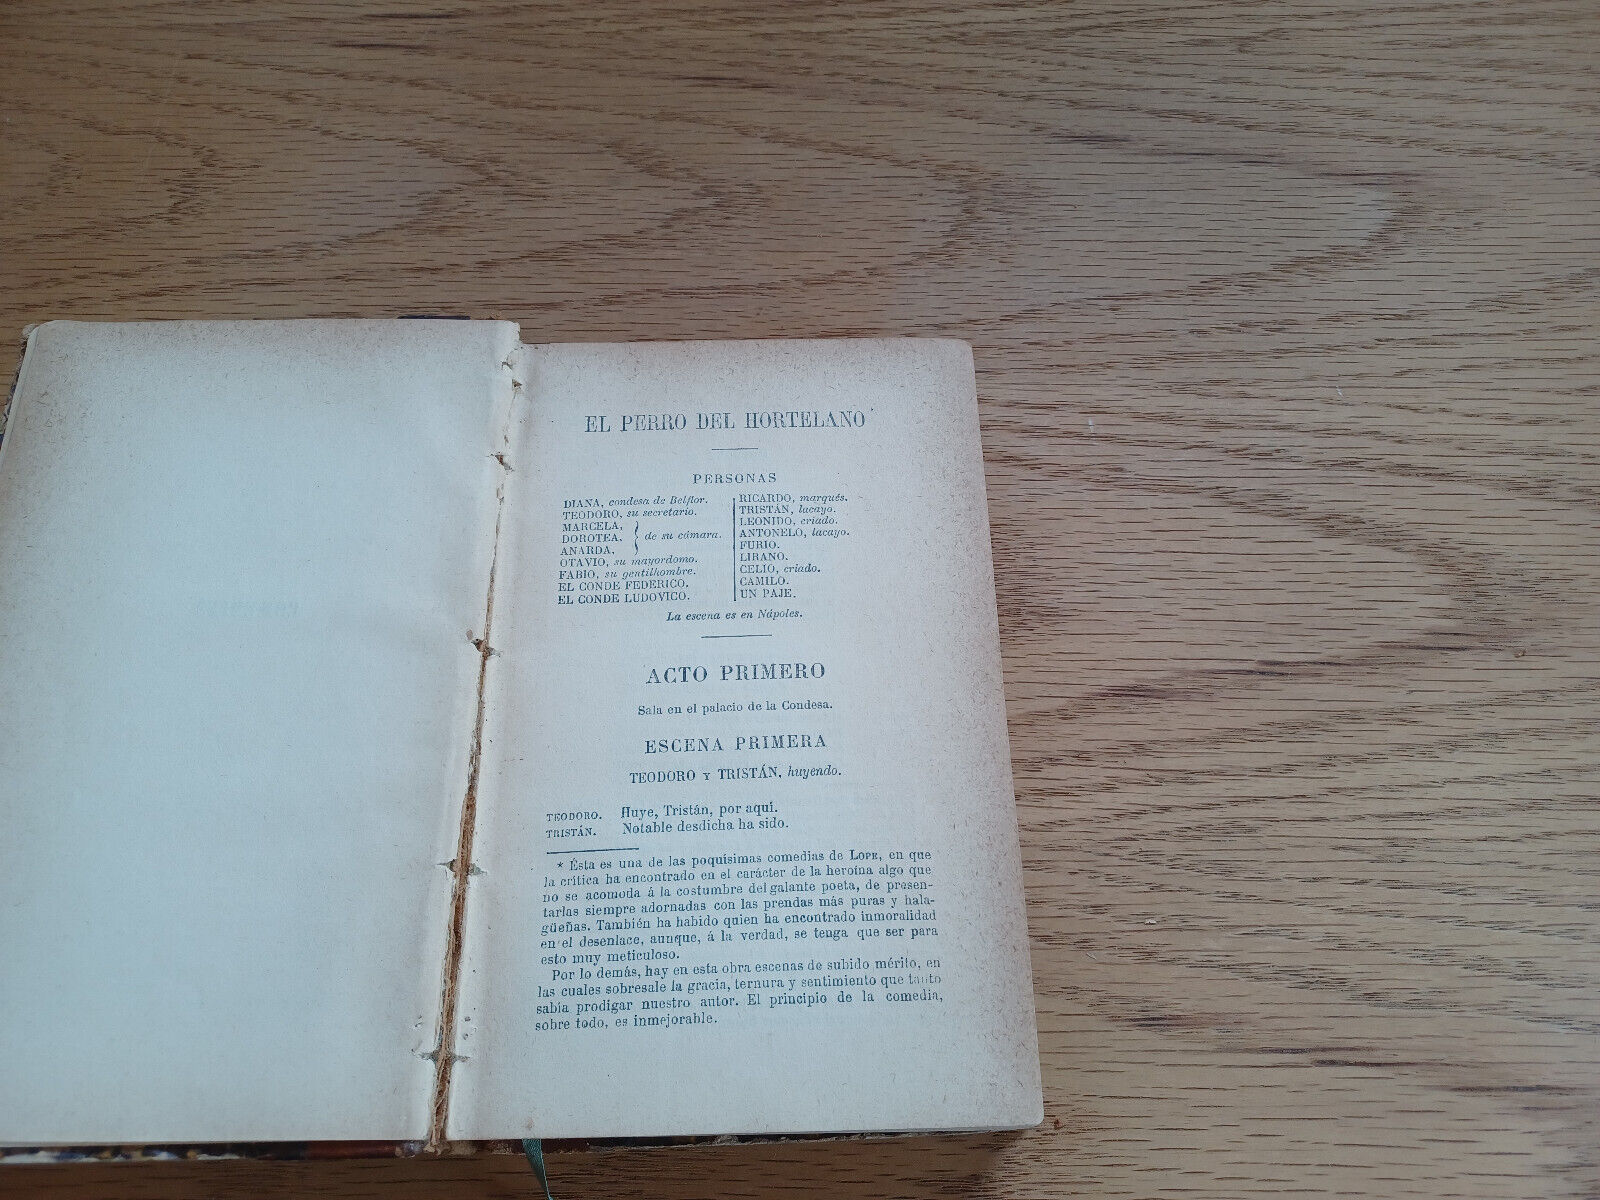 EL PERRO DEL HORTELANO*
PERSONAS
DIANA, condesa de Belflor.
TEODORO, su secretario.
MARCELA,
DOROTEA, } de su cámara.
ANARDA,
OTAVIO, su mayordomo.
FABIO, su gentilhombre.
EL CONDE FEDERICO.
EL CONDE LUDOVICO.
RICARDO, marqués.
TRISTÁN, lacayo.
LEONIDO, criado.
ANTONELO, lacayo.
FURIO.
LIRANO.
CELIO, criado.
CAMILO.
UN PAJE.
La escena es en Nápoles.
ACTO PRIMERO
Sala en el palacio de la Condesa.
ESCENA PRIMERA
TEODORO Y TRISTÁN, huyendo.
TEODORO. Huye, Tristán, por aquí.
TRISTÁN. Notable desdicha ha sido.
* Ésta es una de las poquísimas comedias de LOPE, en que
la crítica ha encontrado en el carácter de la heroína algo que
no se acomoda á la costumbre del galante poeta, de presen-
tarlas siempre adornadas con las prendas más puras y hala-
güeñas. También ha habido quien ha encontrado inmoralidad
en el desenlace, aunque, á la verdad, se tenga que ser para
esto muy meticuloso.
Por lo demás, hay en esta obra escenas de subido mérito, en
las cuales sobresale la gracia, ternura y sentimiento que tanto
sabía prodigar nuestro autor. El principio de la comedia,
sobre todo, es inmejorable.